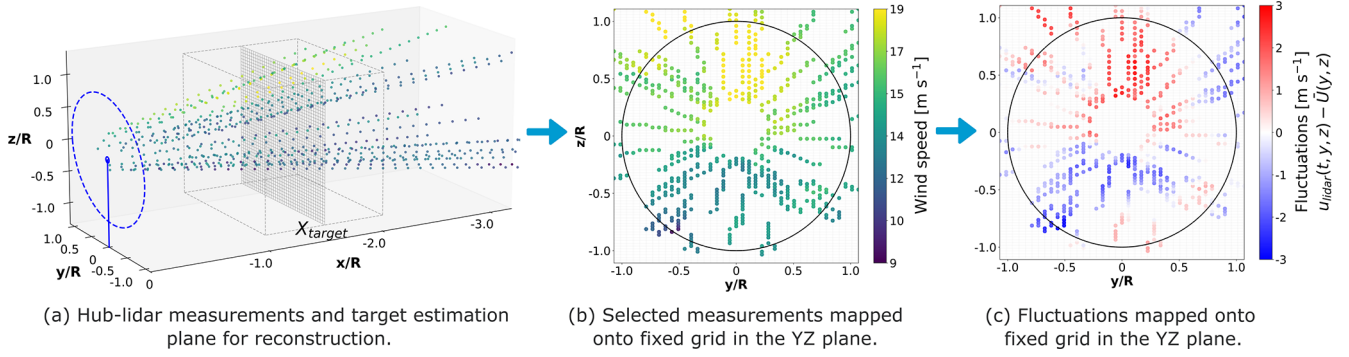 1.0
0.5
z/R
0
-0.5
-1.0
1.0
0.5
0
-0.5
-1.0
y/R
0
-1.0
-2.0
-3.0
x/R
X_target
(a) Hub-lidar measurements and target estimation
plane for reconstruction.
1.0
0.5
0
-0.5
-1.0
z/R
-1.0 -0.5 0 0.5 1.0
y/R
19
17
15
14
12
10
9
Wind speed [m s⁻¹]
(b) Selected measurements mapped
onto fixed grid in the YZ plane.
1.0
0.5
0
-0.5
-1.0
-1.0 -0.5 0 0.5 1.0
y/R
3
2
1
0
-1
-2
-3
Fluctuations [m s⁻¹]
u_lidar(t, y, z) − Ū(y, z)
(c) Fluctuations mapped onto
fixed grid in the YZ plane.